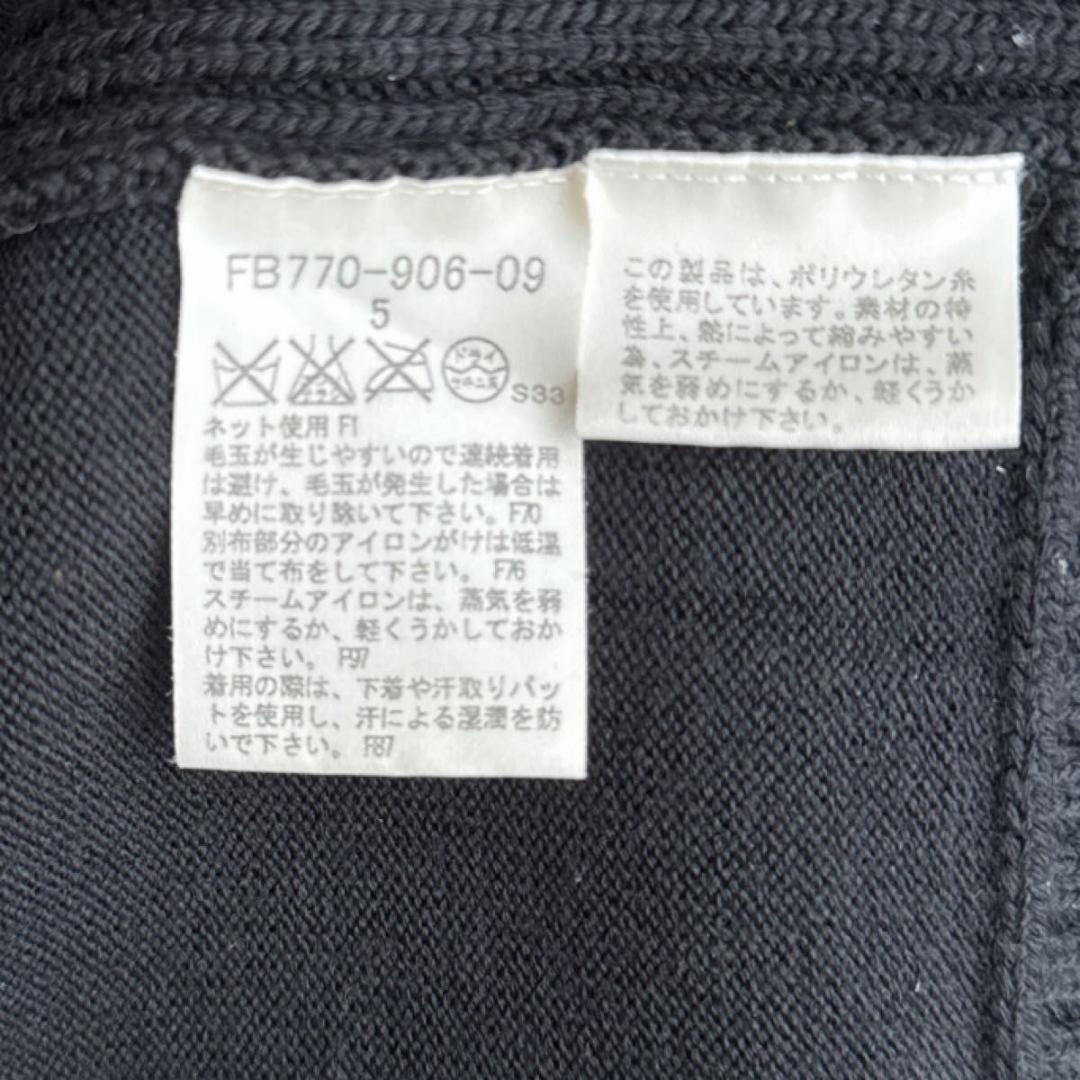 FB770-906-09
5
ドライ
S33
ネット使用 F1
毛玉が生じやすいので連続着用
は避け、毛玉が発生した場合は
早めに取り除いて下さい。F70
別布部分のアイロンがけは低温
で当て布をして下さい。 F76
スチームアイロンは、蒸気を弱
めにするか、軽くうかしておか
け下さい。 F97
着用の際は、下着や汗取りパッ
トを使用し、汗による湿潤を防
いで下さい。 F87
この製品は、ポリウレタン糸
を使用しています。素材の特
性上、熱によって縮みやすい
為、スチームアイロンは、蒸
気を弱めにするか、軽くうか
しておかけ下さい。